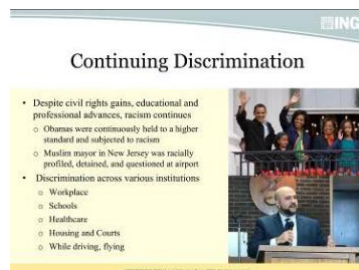 ING
Continuing Discrimination
• Despite civil rights gains, educational and
professional advances, racism continues
o Obamas were continuously held to a higher
standard and subjected to racism
o Muslim mayor in New Jersey was racially
profiled, detained, and questioned at airport
• Discrimination across various institutions
o Workplace
o Schools
o Healthcare
o Housing and Courts
o While driving, flying